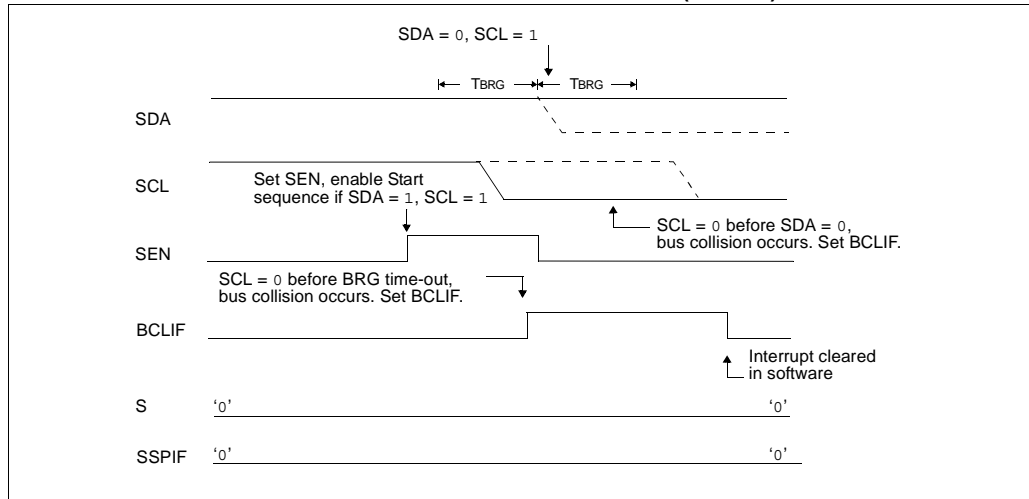 SDA = 0, SCL = 1
TBRG TBRG
SDA
SCL
Set SEN, enable Start
sequence if SDA = 1, SCL = 1
SCL = 0 before SDA = 0,
bus collision occurs. Set BCLIF.
SEN
SCL = 0 before BRG time-out,
bus collision occurs. Set BCLIF.
BCLIF
Interrupt cleared
in software
S ‘0’ ‘0’
SSPIF ‘0’ ‘0’